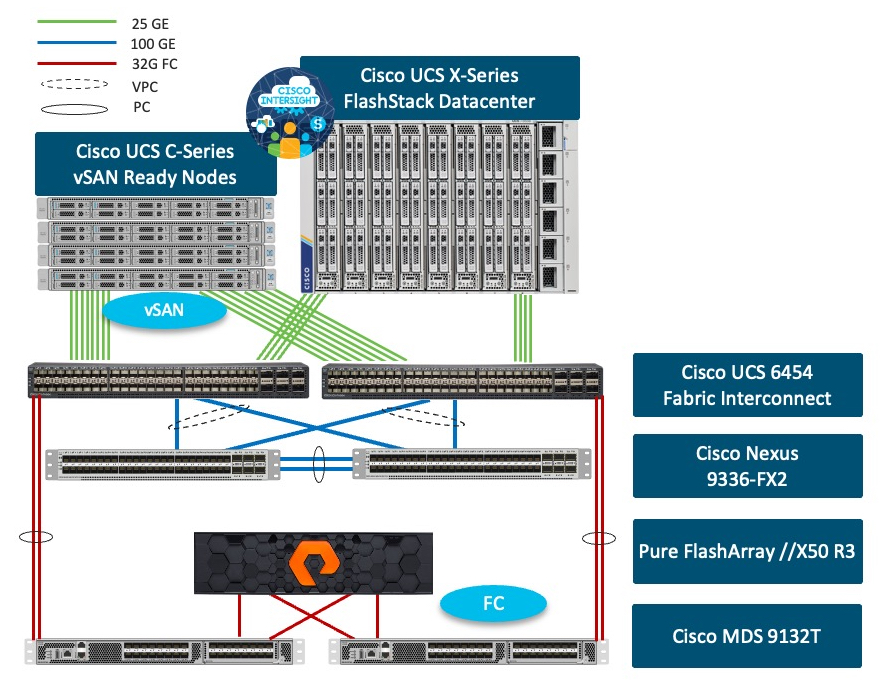 25 GE
100 GE
32G FC
VPC
PC
CISCO
INTERSIGHT
$
Cisco UCS X-Series
FlashStack Datacenter
Cisco UCS C-Series
vSAN Ready Nodes
CISCO
vSAN
Cisco UCS 6454
Fabric Interconnect
Cisco Nexus
9336-FX2
Pure FlashArray //X50 R3
FC
Cisco MDS 9132T